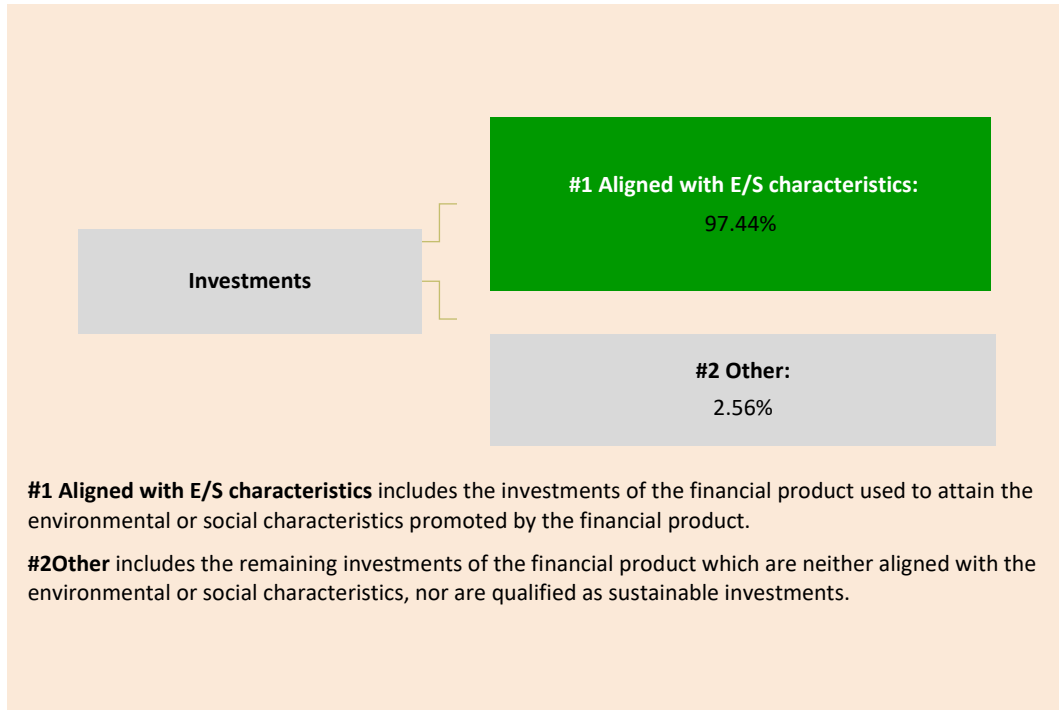 #1 Aligned with E/S characteristics:
97.44%
Investments
#2 Other:
2.56%
#1 Aligned with E/S characteristics includes the investments of the financial product used to attain the
environmental or social characteristics promoted by the financial product.
#2Other includes the remaining investments of the financial product which are neither aligned with the
environmental or social characteristics, nor are qualified as sustainable investments.